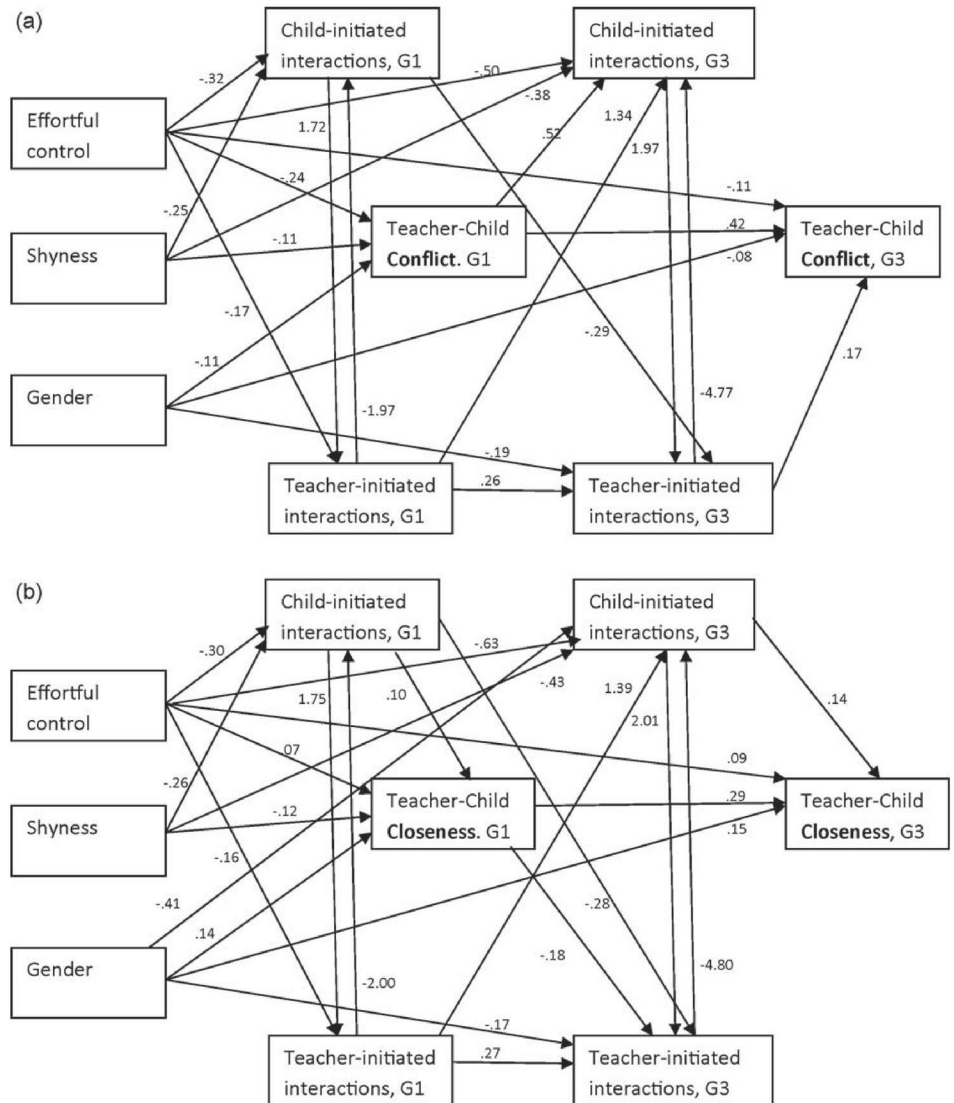 (a)
Child-initiated
interactions, G1
Child-initiated
interactions, G3
-.32
-.50
-.38
Effortful
control
1.72
.52
1.34
1.97
-.24
-.11
-.25
Teacher-Child
Conflict. G1
.42
Teacher-Child
Conflict, G3
Shyness
-.11
-.08
-.17
-.29
.17
-.11
Gender
-1.97
-4.77
-.19
Teacher-initiated
interactions, G1
.26
Teacher-initiated
interactions, G3
(b)
Child-initiated
interactions, G1
Child-initiated
interactions, G3
-.30
-.63
-.43
Effortful
control
1.75
.10
1.39
2.01
.14
.07
.09
-.26
Teacher-Child
Closeness. G1
.29
Teacher-Child
Closeness, G3
Shyness
-.12
.15
-.16
-.41
.14
-.28
-.18
Gender
-2.00
-4.80
-.17
Teacher-initiated
interactions, G1
.27
Teacher-initiated
interactions, G3